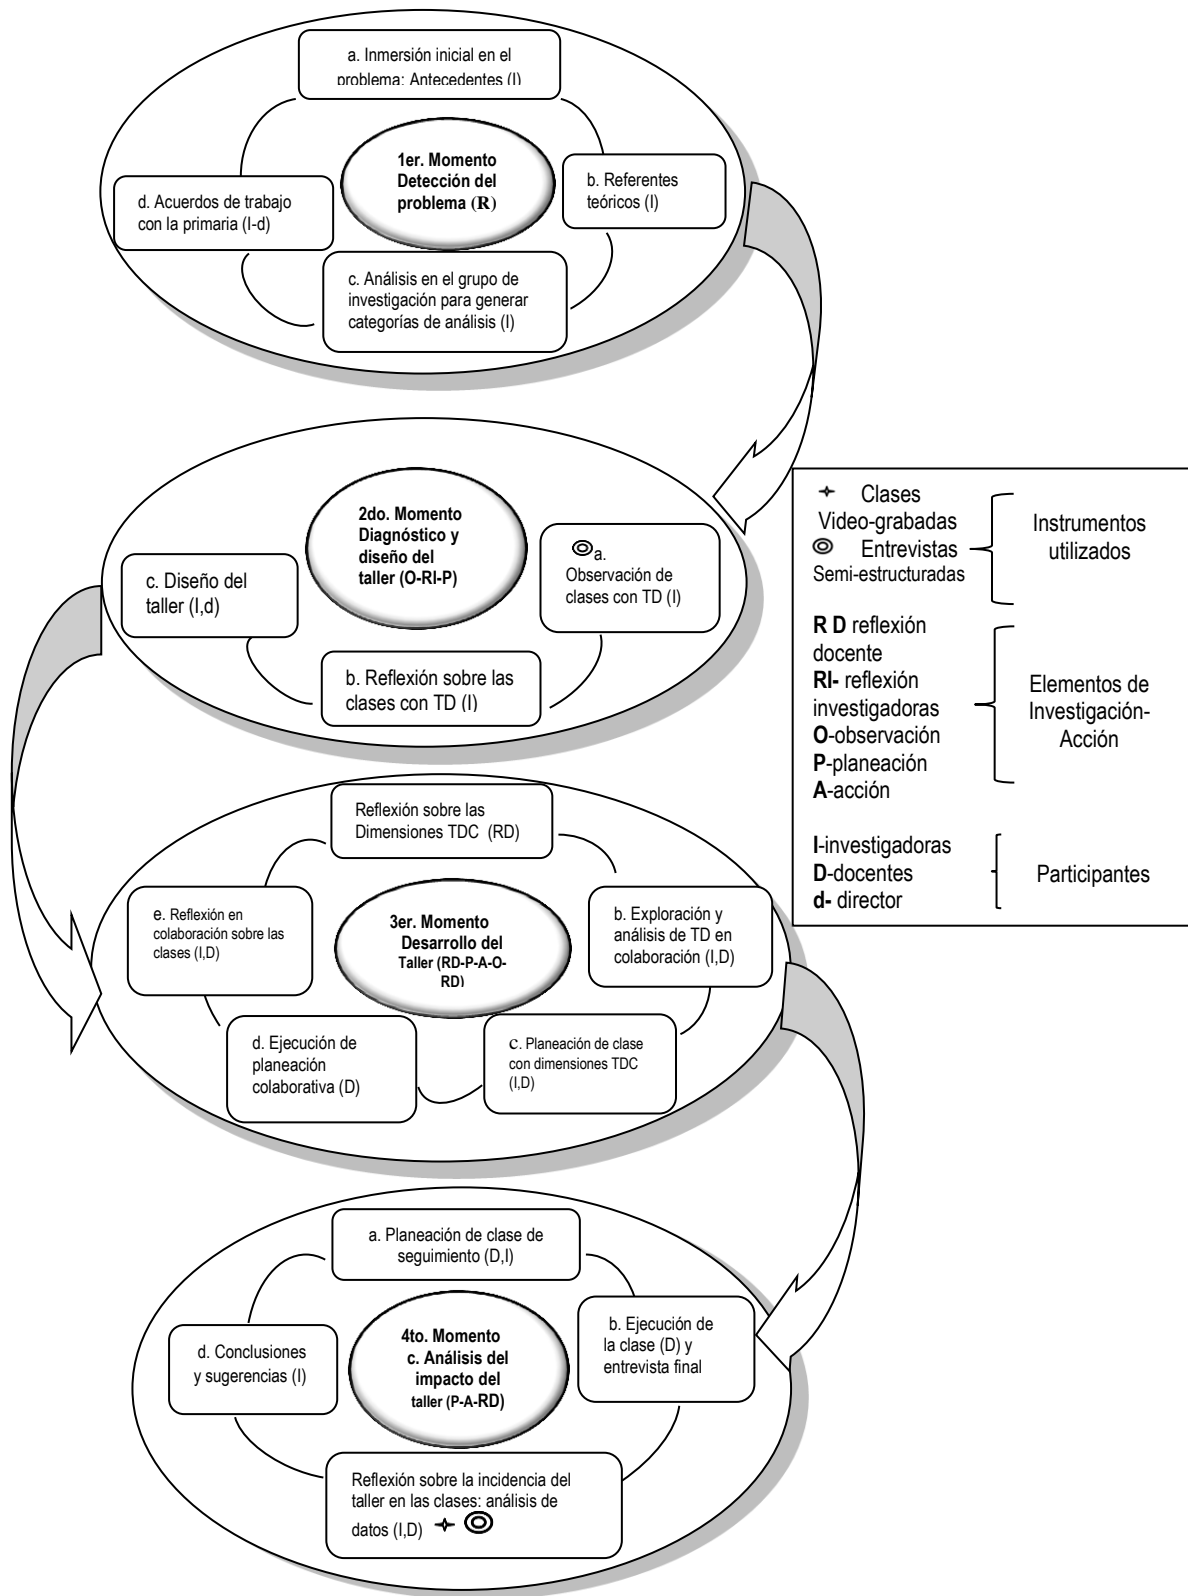 a. Inmersión inicial en el
problema: Antecedentes (I)
1er. Momento
Detección del
problema (R)
b. Referentes
teóricos (I)
d. Acuerdos de trabajo
con la primaria (I-d)
c. Análisis en el grupo de
investigación para generar
categorías de análisis (I)
2do. Momento
Diagnóstico y
diseño del
taller (O-RI-P)
a.
Observación de
clases con TD (I)
c. Diseño del
taller (I,d)
b. Reflexión sobre las
clases con TD (I)
Clases
Video-grabadas
Entrevistas
Semi-estructuradas
Instrumentos
utilizados
R D reflexión
docente
RI- reflexión
investigadoras
O-observación
P-planeación
A-acción
Elementos de
Investigación-
Acción
I-investigadoras
D-docentes
d- director
Participantes
Reflexión sobre las
Dimensiones TDC (RD)
e. Reflexión en
colaboración sobre las
clases (I,D)
3er. Momento
Desarrollo del
Taller (RD-P-A-O-
RD)
b. Exploración y
análisis de TD en
colaboración (I,D)
d. Ejecución de
planeación
colaborativa (D)
c. Planeación de clase
con dimensiones TDC
(I,D)
a. Planeación de clase de
seguimiento (D,I)
4to. Momento
c. Análisis del
impacto del
taller (P-A-RD)
b. Ejecución de
la clase (D) y
entrevista final
d. Conclusiones
y sugerencias (I)
Reflexión sobre la incidencia del
taller en las clases: análisis de
datos (I,D)